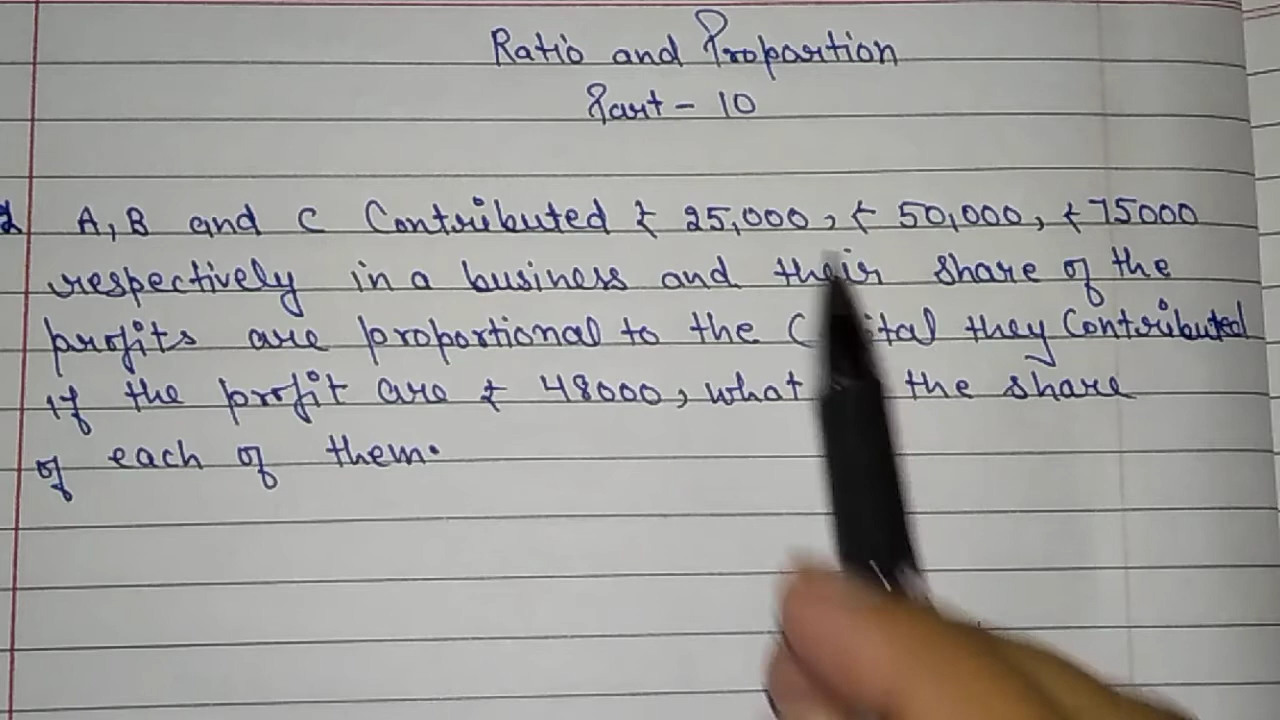 Ratio and Proportion
Part - 10
A, B and C Contributed ₹ 25,000, ₹ 50,000, ₹ 75000
respectively in a business and their share of the
profits are proportional to the tal they Contributed
if the profit are ₹ 48000, what the share
of each of them.